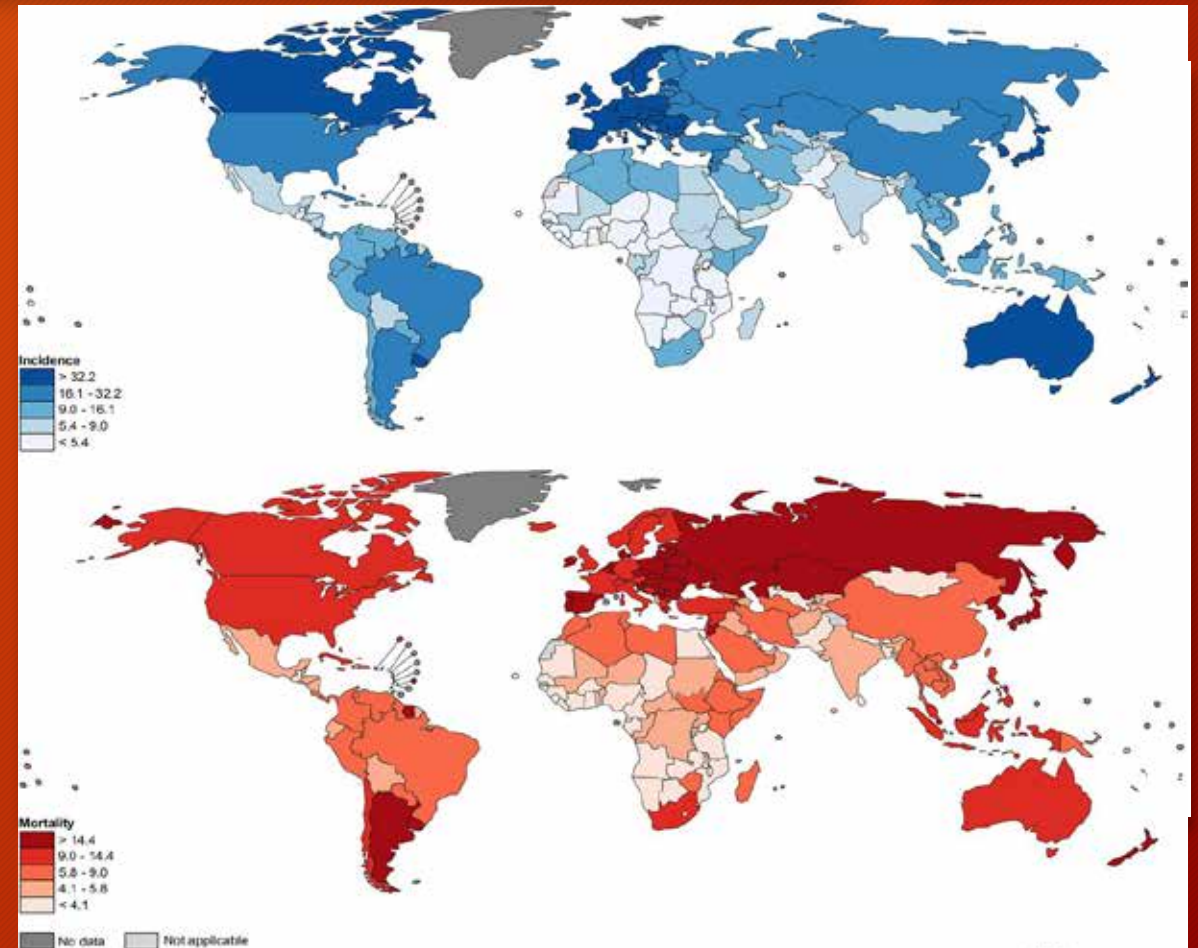 Incidence
> 32.2
16.1 - 32.2
9.0 - 16.1
5.4 - 9.0
< 5.4
Mortality
> 14.4
9.0 - 14.4
5.8 - 9.0
4.1 - 5.8
< 4.1
No data Not applicable